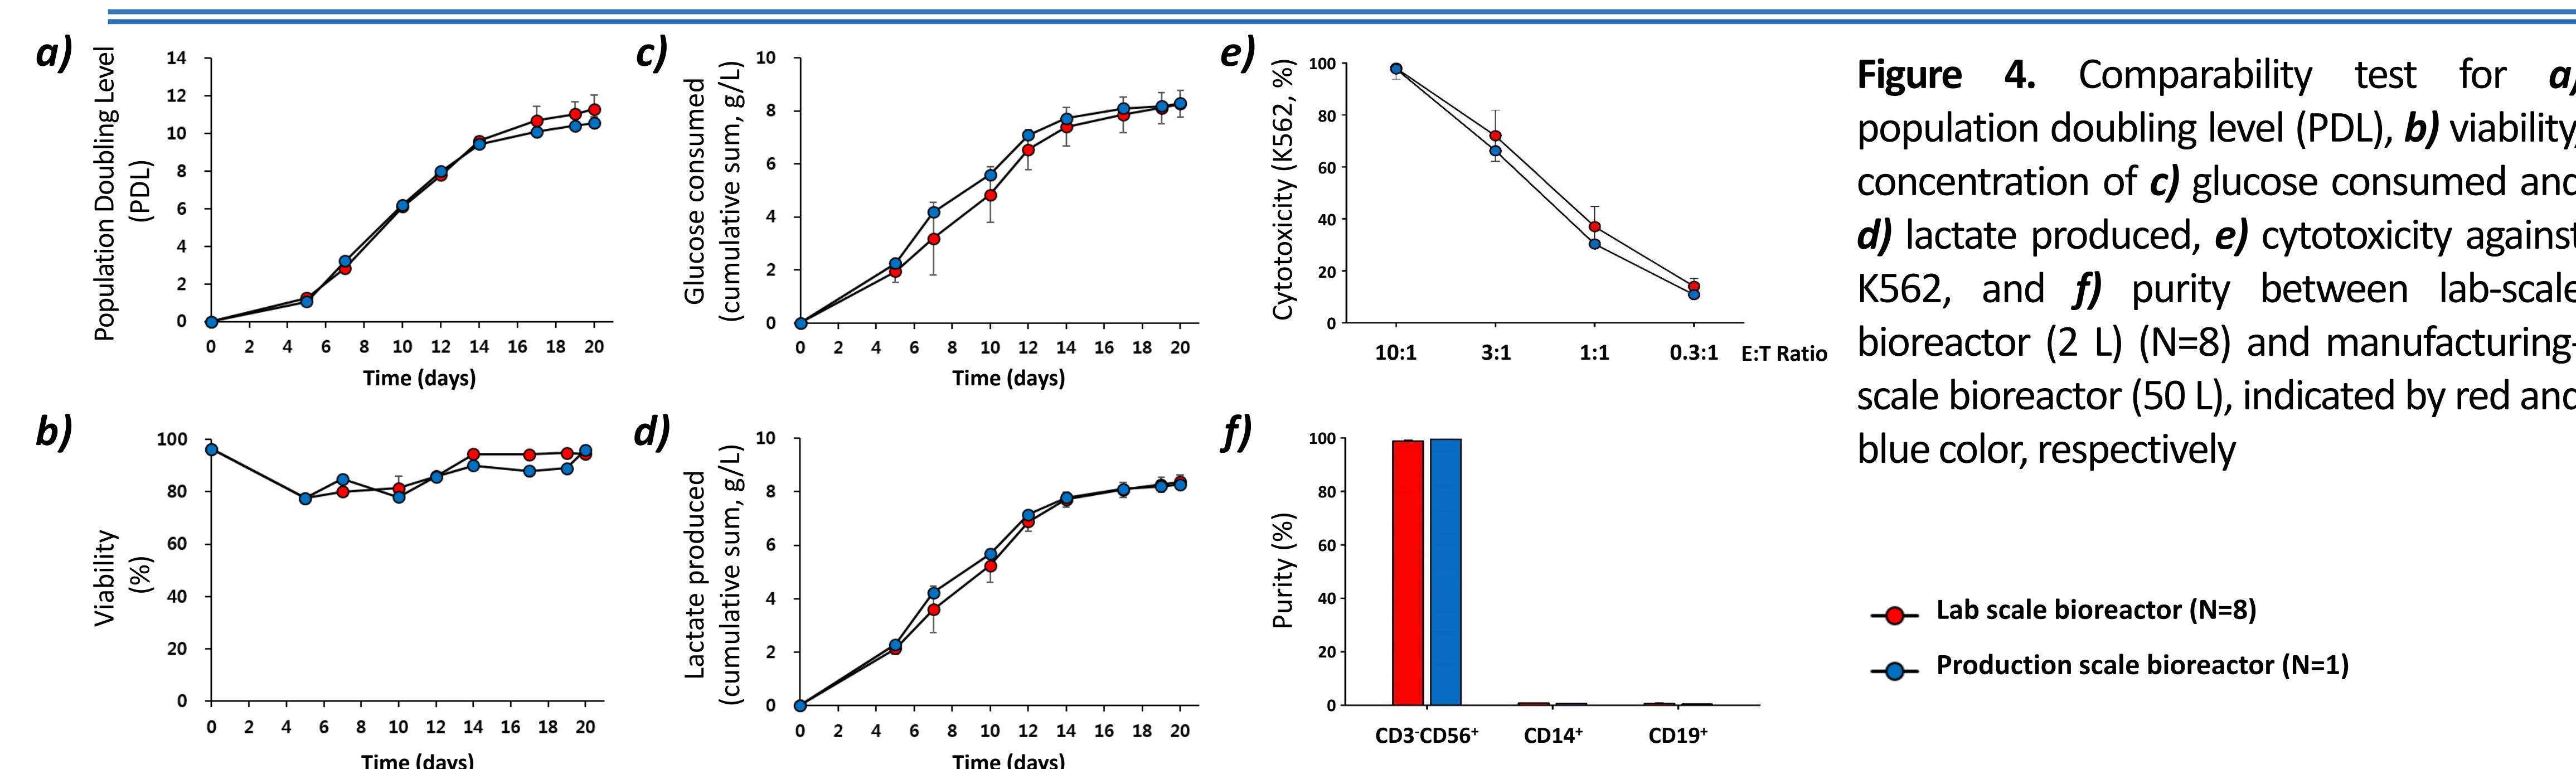 a)
Population Doubling Level
(PDL)
14
12
10
8
6
4
2
0
0 2 4 6 8 10 12 14 16 18 20
Time (days)
b)
Viability
(%)
100
80
60
40
20
0
0 2 4 6 8 10 12 14 16 18 20
Time (days)
c)
Glucose consumed
(cumulative sum, g/L)
10
8
6
4
2
0
0 2 4 6 8 10 12 14 16 18 20
Time (days)
d)
Lactate produced
(cumulative sum, g/L)
10
8
6
4
2
0
0 2 4 6 8 10 12 14 16 18 20
Time (days)
e)
Cytotoxicity (K562, %)
100
80
60
40
20
0
10:1 3:1 1:1 0.3:1 E:T Ratio
f)
Purity (%)
100
80
60
40
20
0
CD3⁻CD56⁺ CD14⁺ CD19⁺
Figure 4. Comparability test for a)
population doubling level (PDL), b) viability,
concentration of c) glucose consumed and
d) lactate produced, e) cytotoxicity against
K562, and f) purity between lab-scale
bioreactor (2 L) (N=8) and manufacturing-
scale bioreactor (50 L), indicated by red and
blue color, respectively
Lab scale bioreactor (N=8)
Production scale bioreactor (N=1)